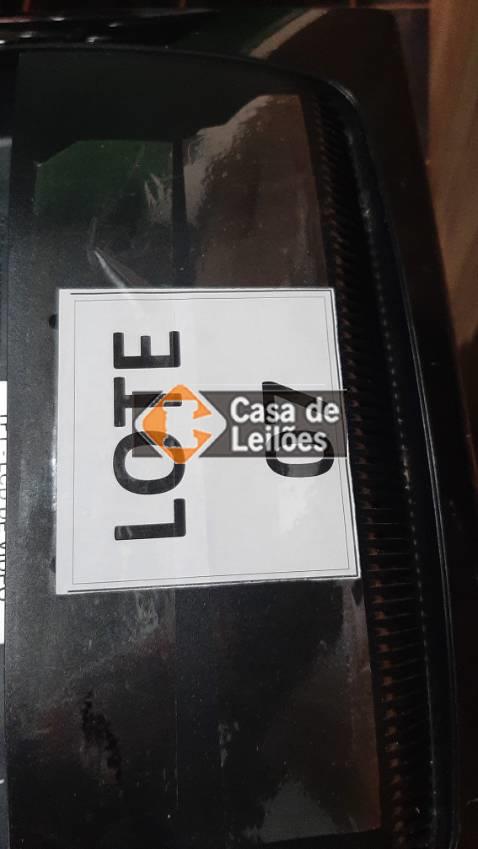 LOTE
07
Casa de
Leilões